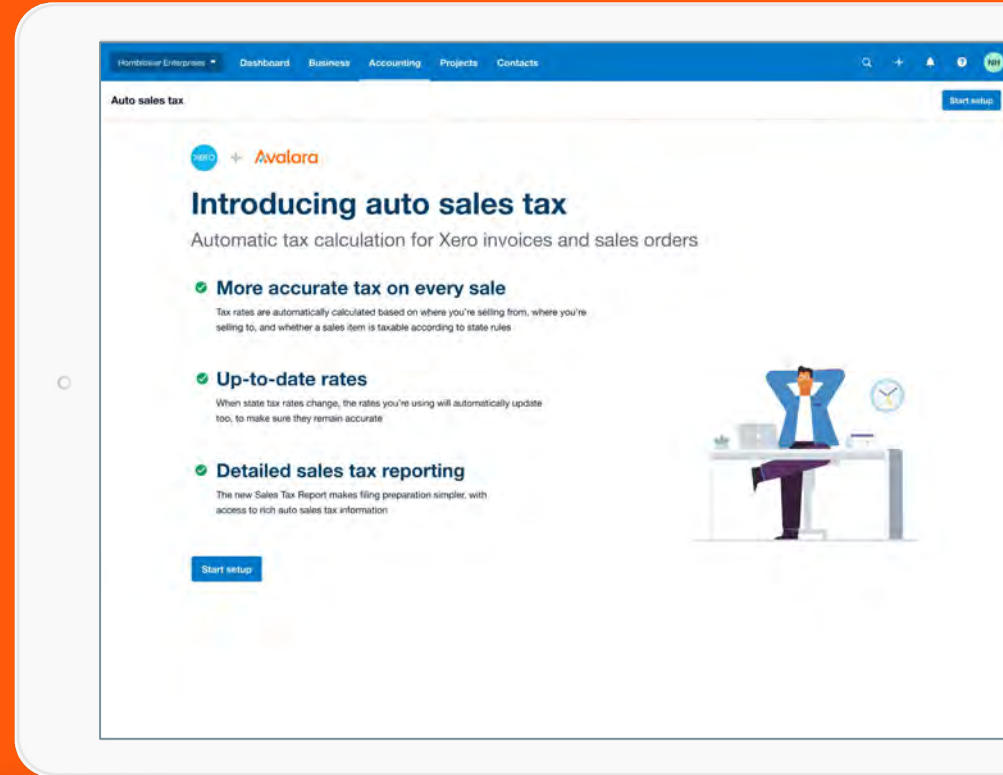 Hornblower Enterprises Dashboard Business Accounting Projects Contacts NH
Auto sales tax Start setup
xero + Avalara
Introducing auto sales tax
Automatic tax calculation for Xero invoices and sales orders
More accurate tax on every sale
Tax rates are automatically calculated based on where you're selling from, where you're
selling to, and whether a sales item is taxable according to state rules
Up-to-date rates
When state tax rates change, the rates you're using will automatically update
too, to make sure they remain accurate
Detailed sales tax reporting
The new Sales Tax Report makes filing preparation simpler, with
access to rich auto sales tax information
Start setup